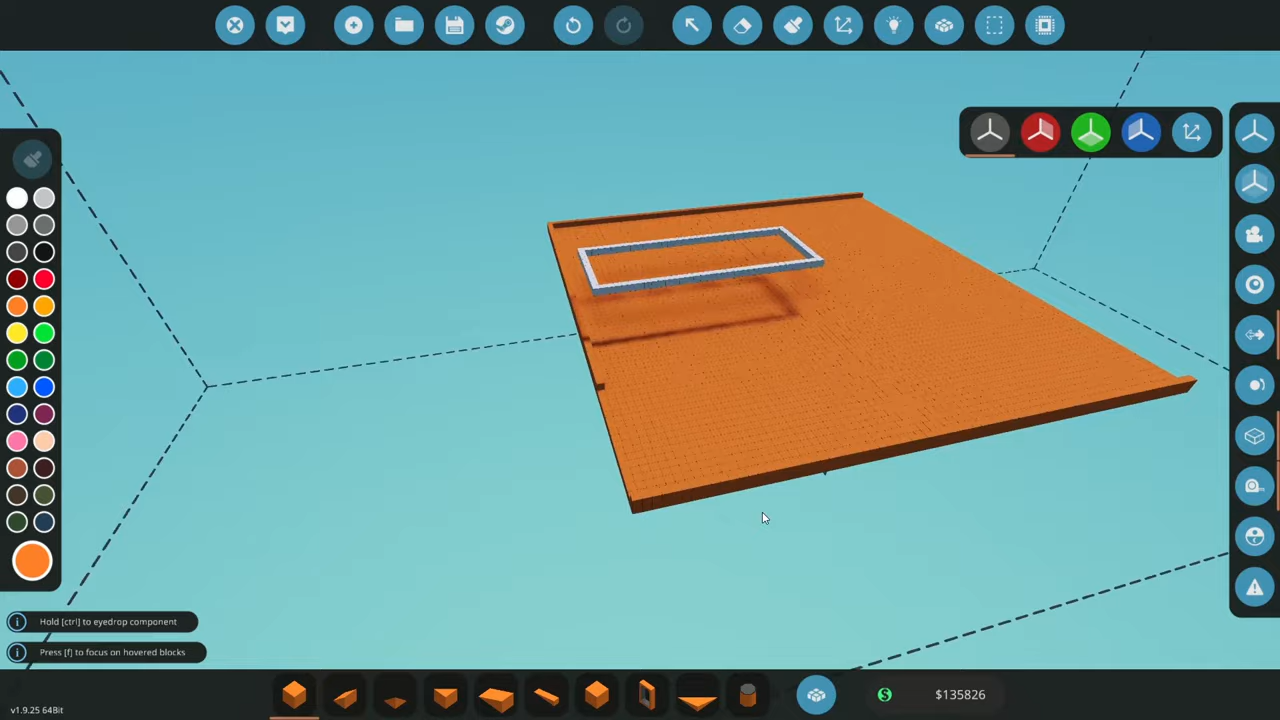 Hold [ctrl] to eyedrop component
Press [f] to focus on hovered blocks
v1.9.25 64Bit
$135826